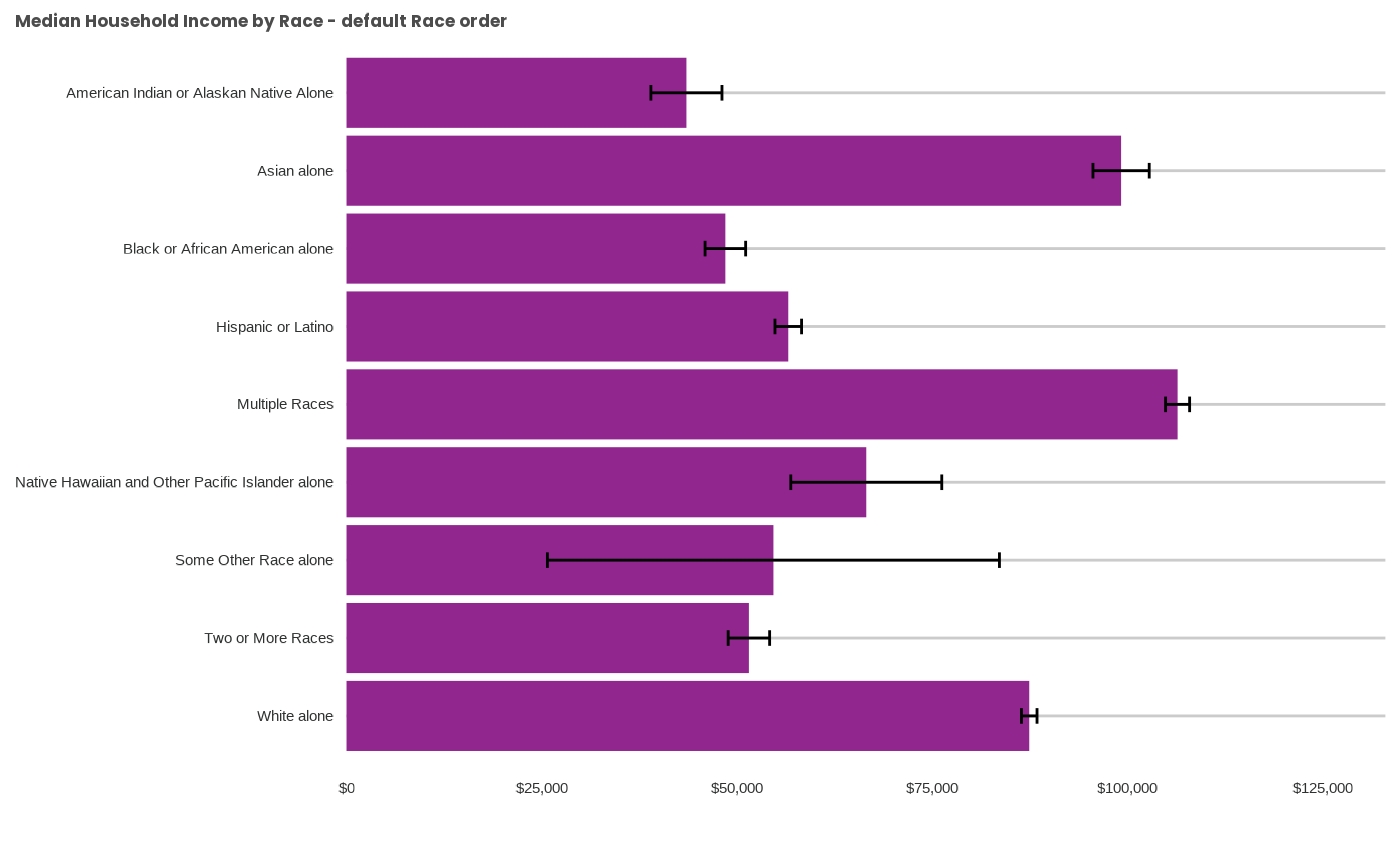 Median Household Income by Race - default Race order
American Indian or Alaskan Native Alone
Asian alone
Black or African American alone
Hispanic or Latino
Multiple Races
Native Hawaiian and Other Pacific Islander alone
Some Other Race alone
Two or More Races
White alone
$0 $25,000 $50,000 $75,000 $100,000 $125,000